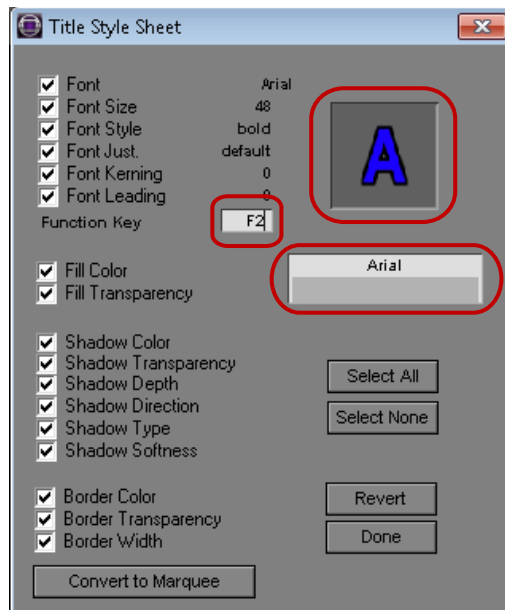 Title Style Sheet
Font Arial
Font Size 48
Font Style bold
Font Just. default
Font Kerning 0
Font Leading 0
Function Key F2
A
Fill Color
Fill Transparency
Arial
Shadow Color
Shadow Transparency
Shadow Depth
Shadow Direction
Shadow Type
Shadow Softness
Select All
Select None
Border Color
Border Transparency
Border Width
Revert
Done
Convert to Marquee